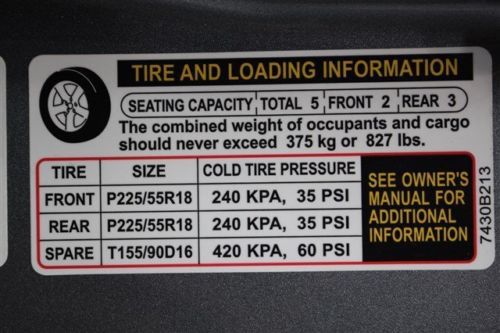 TIRE AND LOADING INFORMATION
SEATING CAPACITY TOTAL 5 FRONT 2 REAR 3
The combined weight of occupants and cargo
should never exceed 375 kg or 827 lbs.
TIRE SIZE COLD TIRE PRESSURE
FRONT P225/55R18 240 KPA, 35 PSI
REAR P225/55R18 240 KPA, 35 PSI
SPARE T155/90D16 420 KPA, 60 PSI
SEE OWNER'S
MANUAL FOR
ADDITIONAL
INFORMATION
7430B213